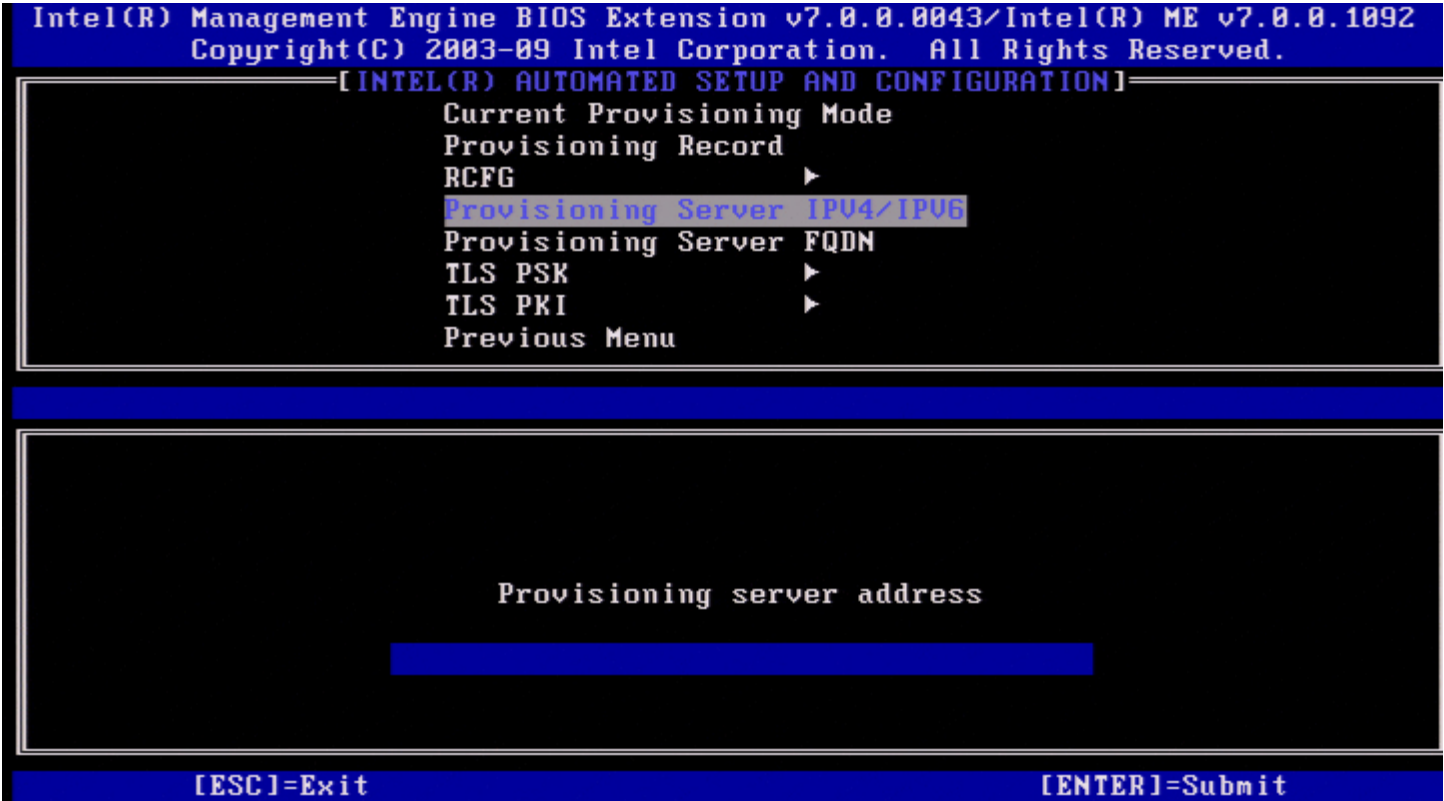 Intel(R) Management Engine BIOS Extension v7.0.0.0043/Intel(R) ME v7.0.0.1092
Copyright(C) 2003-09 Intel Corporation. All Rights Reserved.
[INTEL(R) AUTOMATED SETUP AND CONFIGURATION]
Current Provisioning Mode
Provisioning Record
RCFG ►
Provisioning Server IPV4/IPV6
Provisioning Server FQDN
TLS PSK ►
TLS PKI ►
Previous Menu
Provisioning server address
[ESC]=Exit [ENTER]=Submit